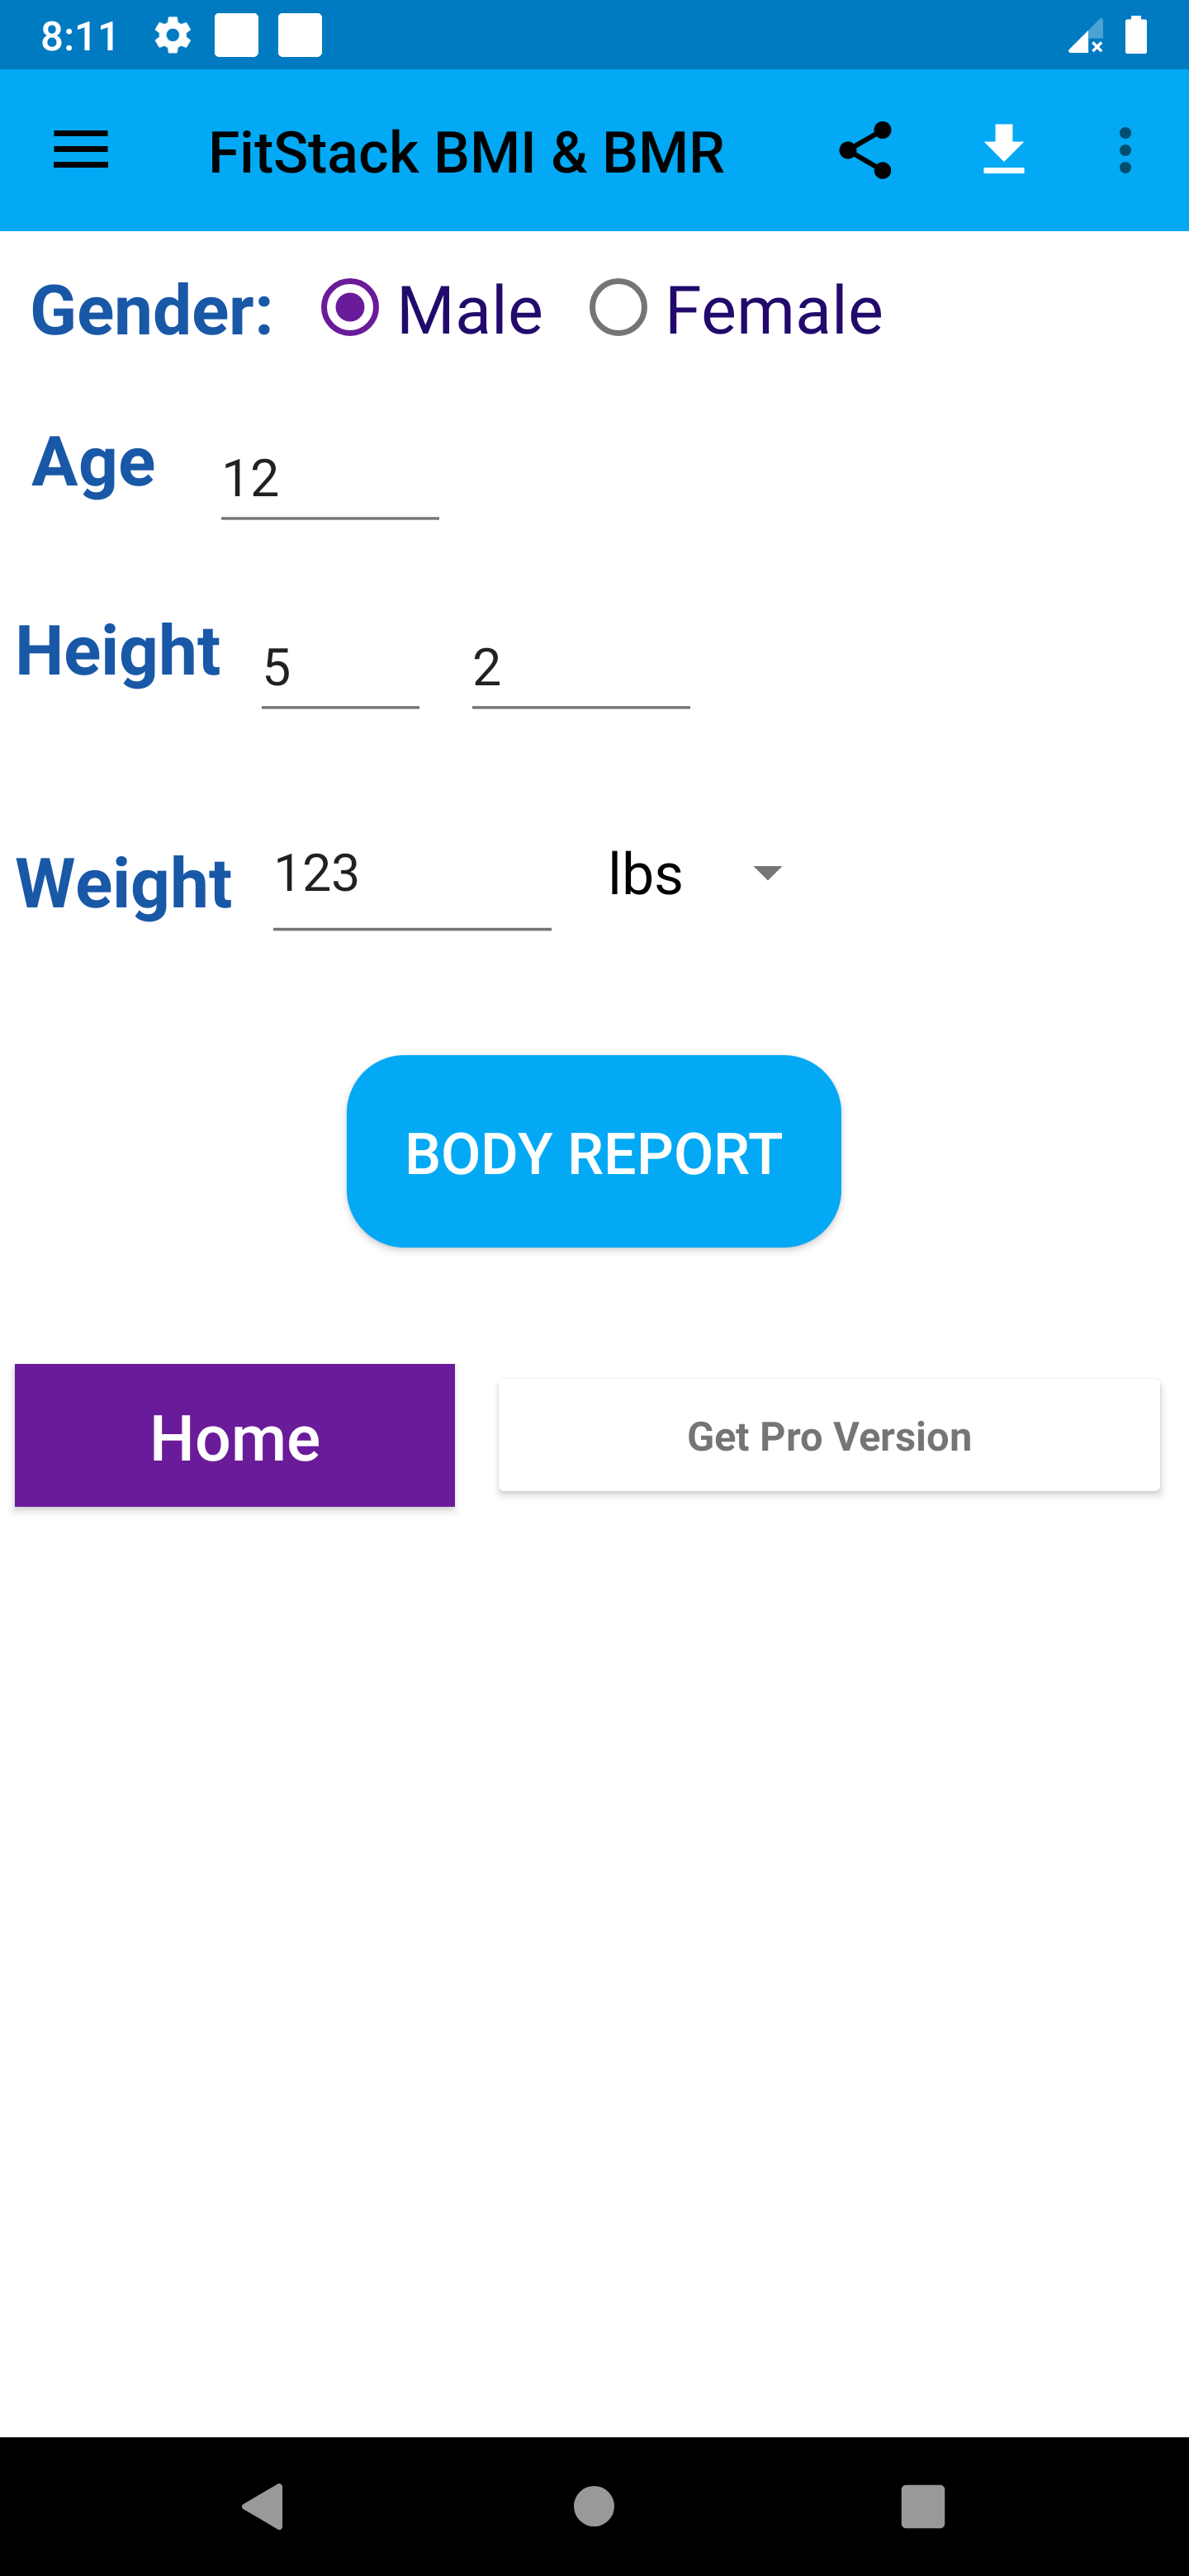 8:11
FitStack BMI & BMR
Gender: Male Female
Age 12
Height 5 2
Weight 123 lbs
BODY REPORT
Home Get Pro Version